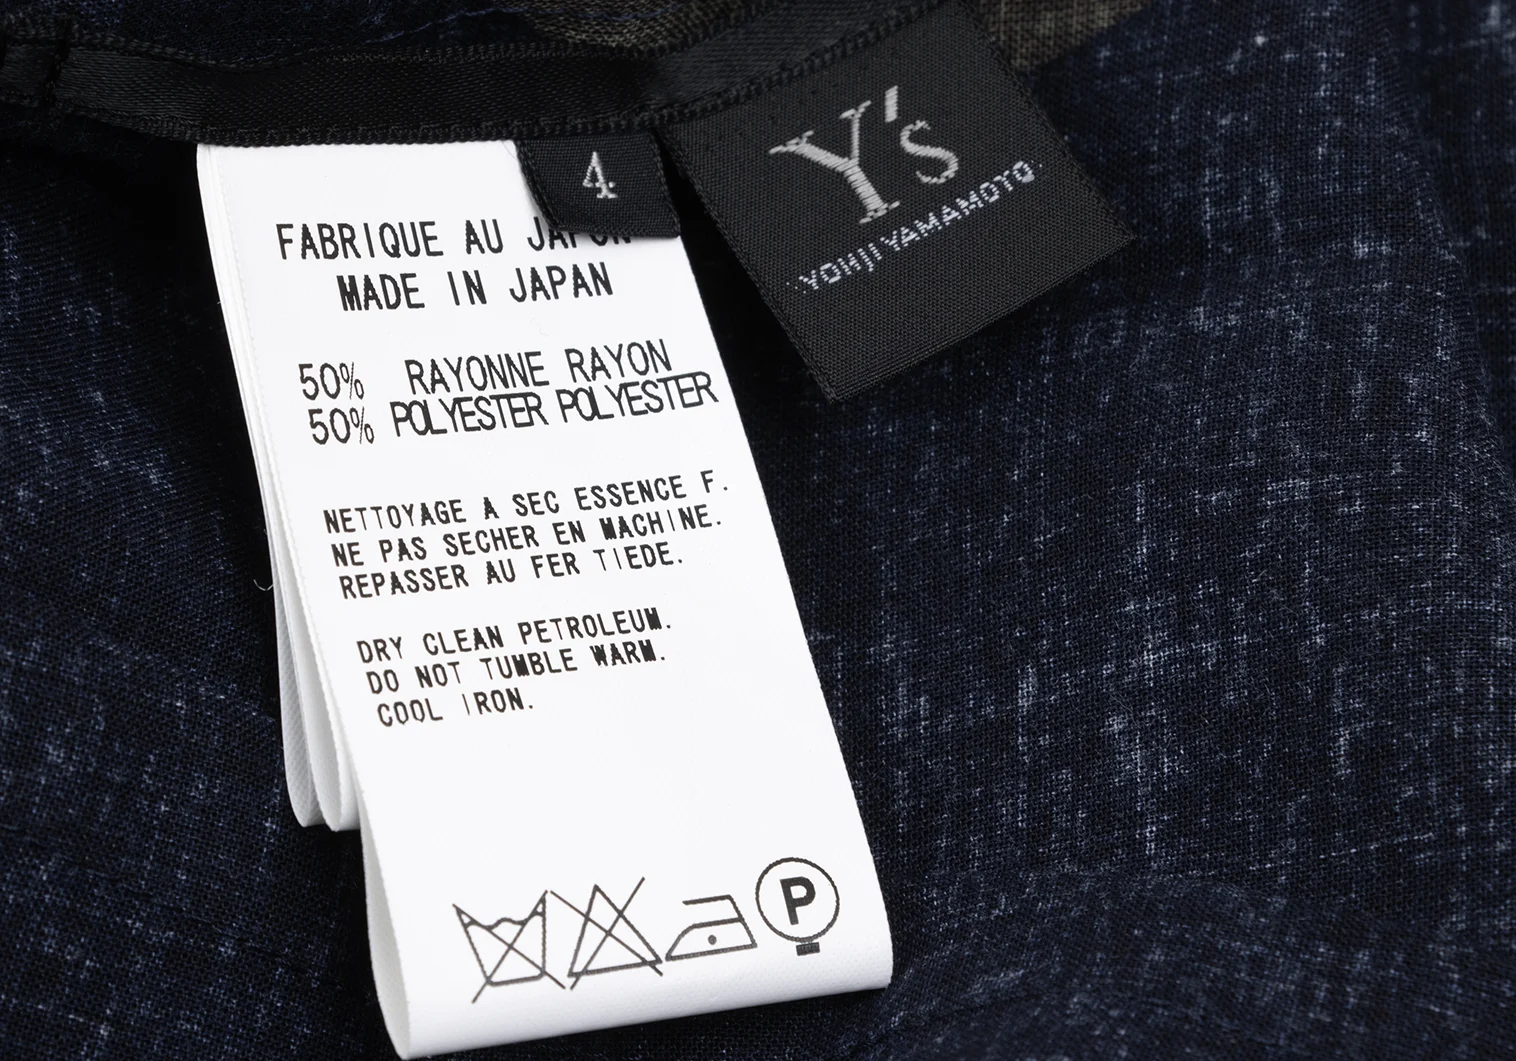 4
Y's
YOHJI YAMAMOTO.
FABRIQUE AU JAPON
MADE IN JAPAN
50% RAYONNE RAYON
50% POLYESTER POLYESTER
NETTOYAGE A SEC ESSENCE F.
NE PAS SECHER EN MACHINE.
REPASSER AU FER TIEDE.
DRY CLEAN PETROLEUM.
DO NOT TUMBLE WARM.
COOL IRON.
P